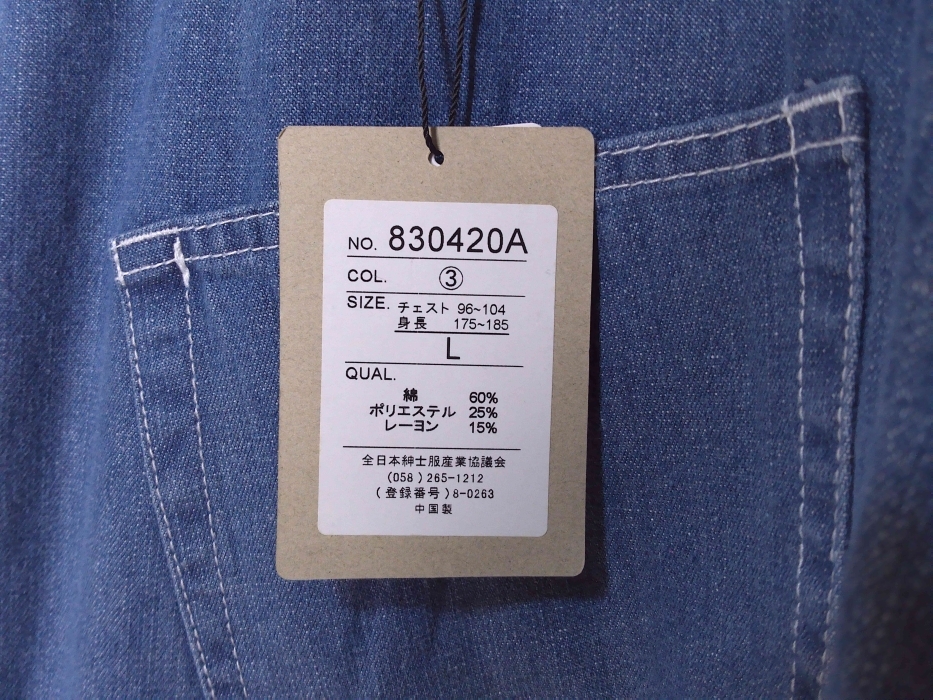 NO. 830420A
COL. ③
SIZE. チェスト 96~104
身長 175~185
L
QUAL.
綿 60%
ポリエステル 25%
レーヨン 15%
全日本紳士服産業協議会
(058)265-1212
(登録番号)8-0263
中国製